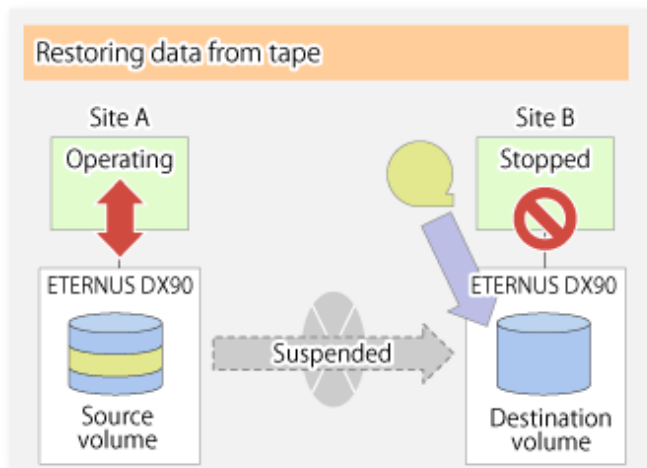 Restoring data from tape
Site A
Site B
Operating
Stopped
ETERNUS DX90
ETERNUS DX90
Suspended
Source
volume
Destination
volume